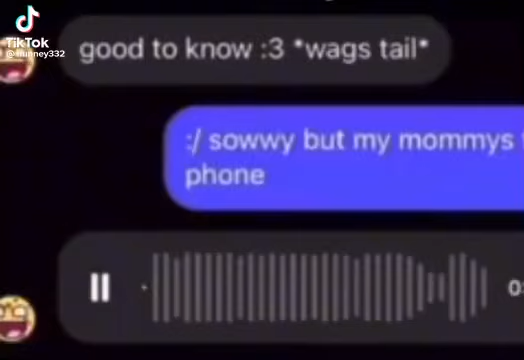 TikTok
good to know :3 *wags tail*
:/ sowwy but my mommys
phone